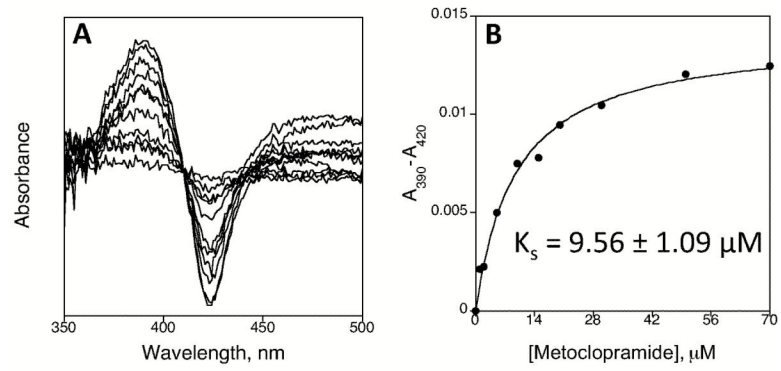 A
Absorbance
350
400
450
500
Wavelength, nm
B
0.015
0.01
0.005
0
A₃₉₀-A₄₂₀
Kₛ = 9.56 ± 1.09 μM
0
14
28
42
56
70
[Metoclopramide], μM